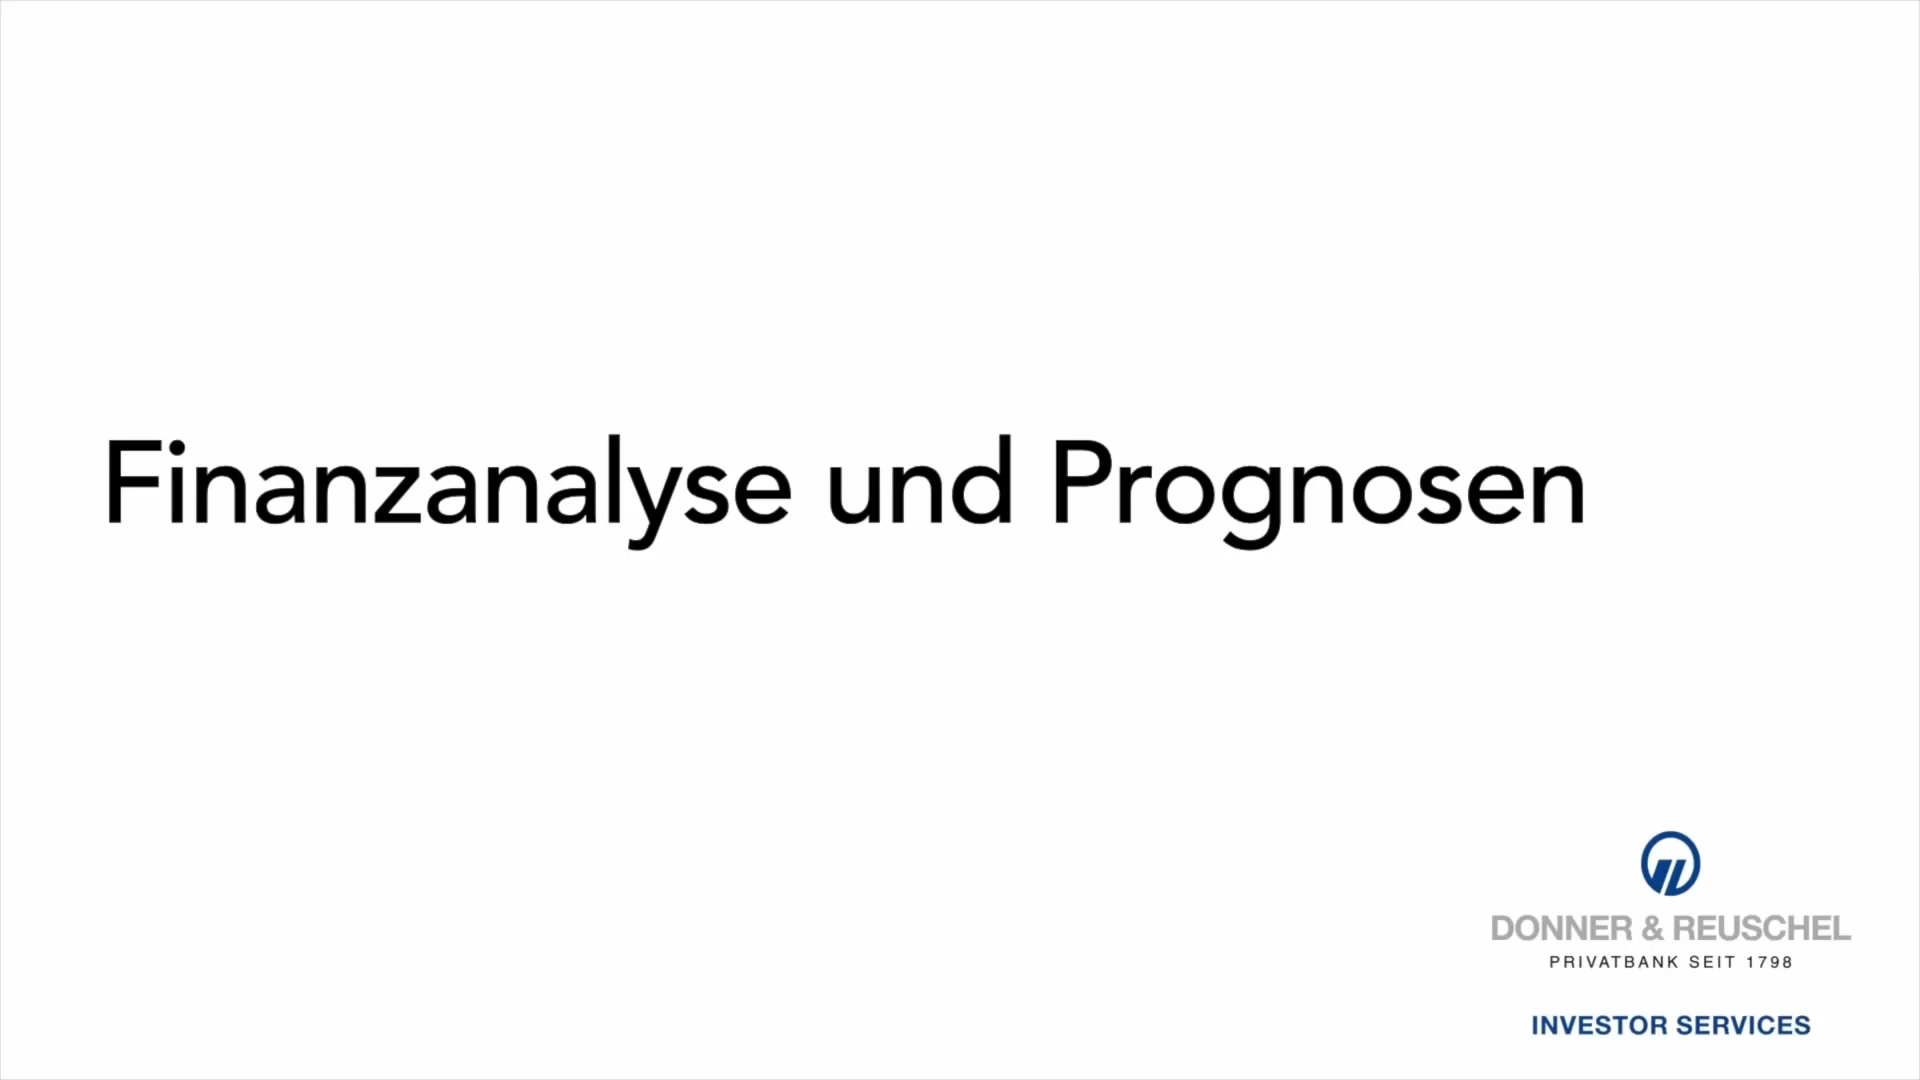 Finanzanalyse und Prognosen
DONNER & REUSCHEL
PRIVATBANK SEIT 1798
INVESTOR SERVICES